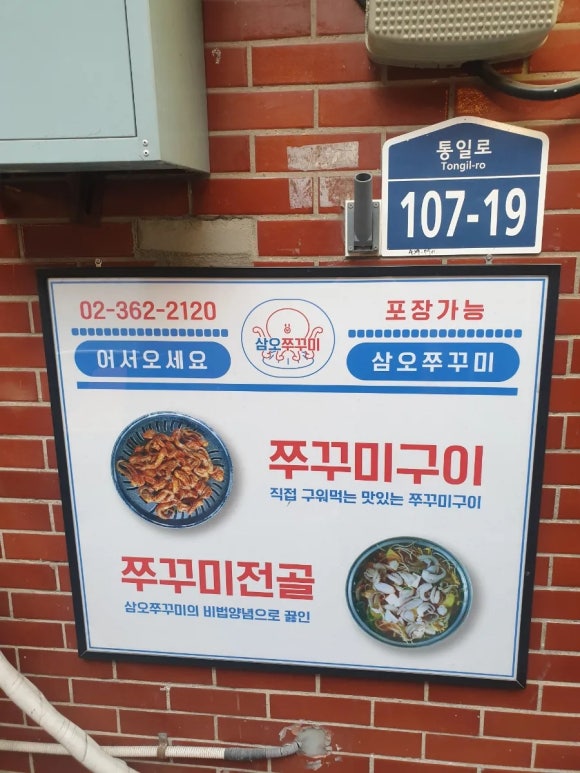 통일로
Tongil-ro
107-19
02-362-2120
포장가능
어서오세요
삼오쭈꾸미
삼오쭈꾸미
쭈꾸미구이
직접 구워먹는 맛있는 쭈꾸미구이
쭈꾸미전골
삼오쭈꾸미의 비법양념으로 끓인